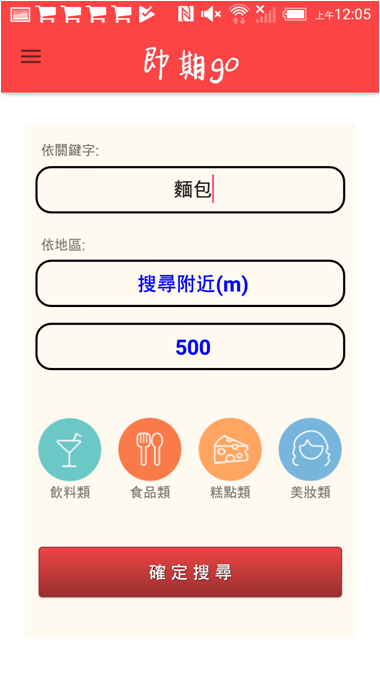 上午12:05
即期go
依關鍵字:
麵包
依地區:
搜尋附近(m)
500
飲料類 食品類 糕點類 美妝類
確定搜尋